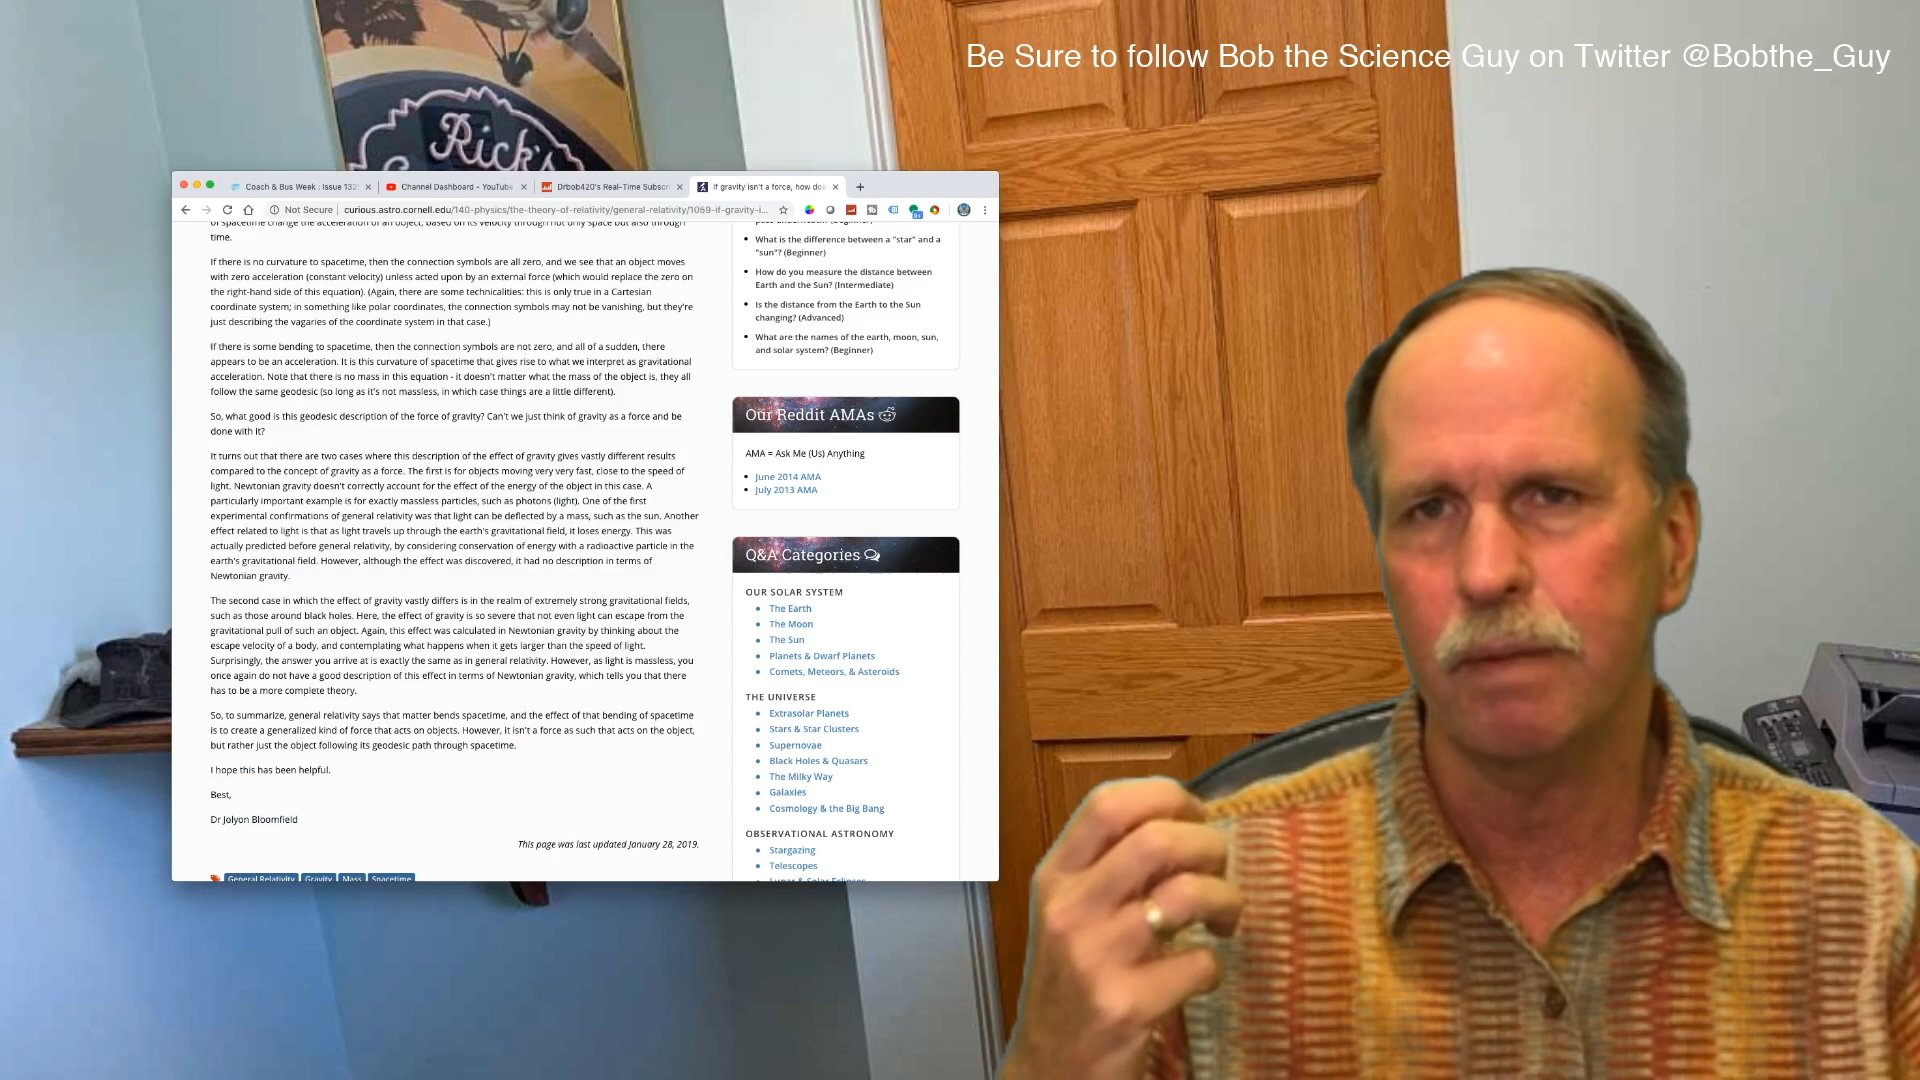 Be Sure to follow Bob the Science Guy on Twitter @Bobthe_Guy
Rick's
Coach & Bus Week : Issue 132
Channel Dashboard - YouTube
Drbob420's Real-Time Subscr
If gravity isn't a force, how doe
Not Secure | curious.astro.cornell.edu/140-physics/the-theory-of-relativity/general-relativity/1059-if-gravity-i...
of spacetime change the acceleration of an object, based on its velocity through not only space but also through
time.
If there is no curvature to spacetime, then the connection symbols are all zero, and we see that an object moves
with zero acceleration (constant velocity) unless acted upon by an external force (which would replace the zero on
the right-hand side of this equation). (Again, there are some technicalities: this is only true in a Cartesian
coordinate system; in something like polar coordinates, the connection symbols may not be vanishing, but they're
just describing the vagaries of the coordinate system in that case.)
If there is some bending to spacetime, then the connection symbols are not zero, and all of a sudden, there
appears to be an acceleration. It is this curvature of spacetime that gives rise to what we interpret as gravitational
acceleration. Note that there is no mass in this equation - it doesn't matter what the mass of the object is, they all
follow the same geodesic (so long as it's not massless, in which case things are a little different).
So, what good is this geodesic description of the force of gravity? Can't we just think of gravity as a force and be
done with it?
It turns out that there are two cases where this description of the effect of gravity gives vastly different results
compared to the concept of gravity as a force. The first is for objects moving very very fast, close to the speed of
light. Newtonian gravity doesn't correctly account for the effect of the energy of the object in this case. A
particularly important example is for exactly massless particles, such as photons (light). One of the first
experimental confirmations of general relativity was that light can be deflected by a mass, such as the sun. Another
effect related to light is that as light travels up through the earth's gravitational field, it loses energy. This was
actually predicted before general relativity, by considering conservation of energy with a radioactive particle in the
earth's gravitational field. However, although the effect was discovered, it had no description in terms of
Newtonian gravity.
The second case in which the effect of gravity vastly differs is in the realm of extremely strong gravitational fields,
such as those around black holes. Here, the effect of gravity is so severe that not even light can escape from the
gravitational pull of such an object. Again, this effect was calculated in Newtonian gravity by thinking about the
escape velocity of a body, and contemplating what happens when it gets larger than the speed of light.
Surprisingly, the answer you arrive at is exactly the same as in general relativity. However, as light is massless, you
once again do not have a good description of this effect in terms of Newtonian gravity, which tells you that there
has to be a more complete theory.
So, to summarize, general relativity says that matter bends spacetime, and the effect of that bending of spacetime
is to create a generalized kind of force that acts on objects. However, it isn't a force as such that acts on the object,
but rather just the object following its geodesic path through spacetime.
I hope this has been helpful.
Best,
Dr Jolyon Bloomfield
This page was last updated January 28, 2019.
General Relativity
Gravity
Mass
Spacetime
What is the difference between a "star" and a
"sun"? (Beginner)
How do you measure the distance between
Earth and the Sun? (Intermediate)
Is the distance from the Earth to the Sun
changing? (Advanced)
What are the names of the earth, moon, sun,
and solar system? (Beginner)
Our Reddit AMAs
AMA = Ask Me (Us) Anything
June 2014 AMA
July 2013 AMA
Q&A Categories
OUR SOLAR SYSTEM
The Earth
The Moon
The Sun
Planets & Dwarf Planets
Comets, Meteors, & Asteroids
THE UNIVERSE
Extrasolar Planets
Stars & Star Clusters
Supernovae
Black Holes & Quasars
The Milky Way
Galaxies
Cosmology & the Big Bang
OBSERVATIONAL ASTRONOMY
Stargazing
Telescopes
Lunar & Solar Eclipses